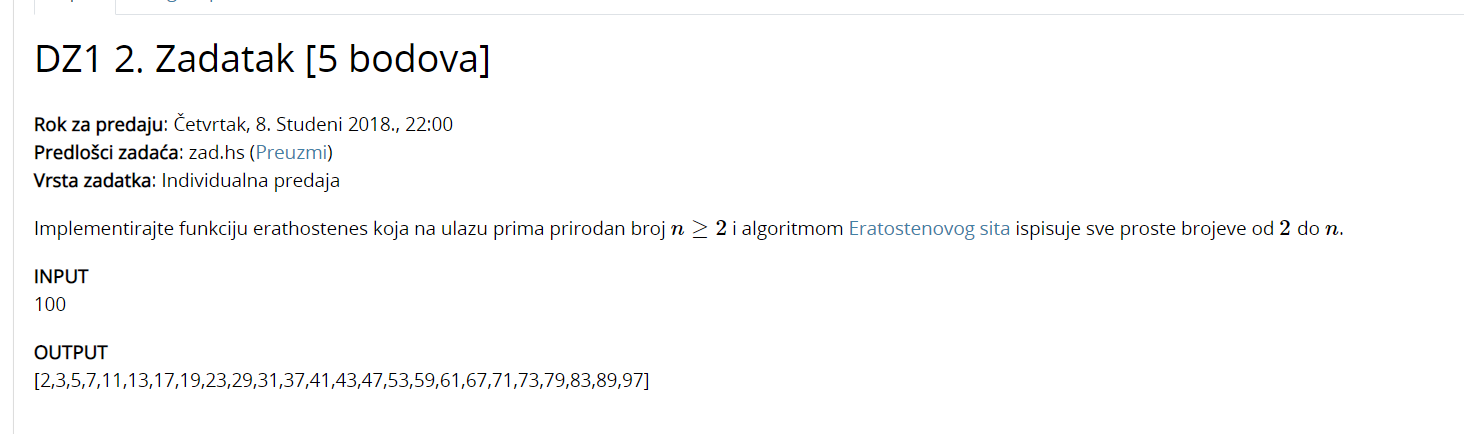 DZ1 2. Zadatak [5 bodova]
Rok za predaju: Četvrtak, 8. Studeni 2018., 22:00
Predlošci zadaća: zad.hs (Preuzmi)
Vrsta zadatka: Individualna predaja
Implementirajte funkciju erathostenes koja na ulazu prima prirodan broj n ≥ 2 i algoritmom Eratostenovog sita ispisuje sve proste brojeve od 2 do n.
INPUT
100
OUTPUT
[2,3,5,7,11,13,17,19,23,29,31,37,41,43,47,53,59,61,67,71,73,79,83,89,97]